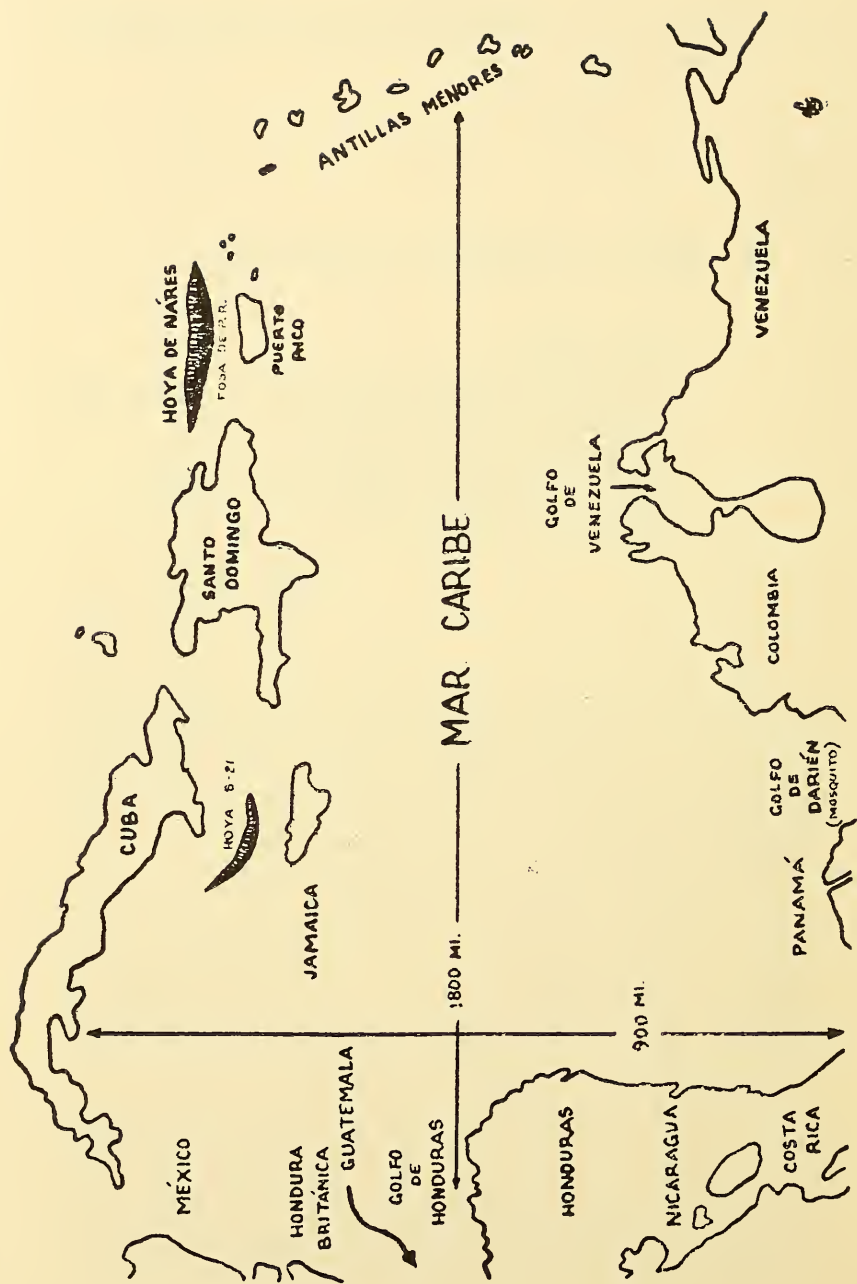 CUBA
HOYA DE NARES
FOSA DE P.R.
PUERTO
RICO
SANTO
DOMINGO
HOYA B-21
JAMAICA
ANTILLAS MENORES
MÉXICO
HONDURA
BRITÁNICA
GUATEMALA
GOLFO
DE
HONDURAS
1800 MI.
MAR CARIBE
900 MI.
HONDURAS
NICARAGUA
COSTA
RICA
PANAMÁ
GOLFO
DE
DARIÉN
(MOSQUITO)
COLOMBIA
GOLFO
DE
VENEZUELA
VENEZUELA